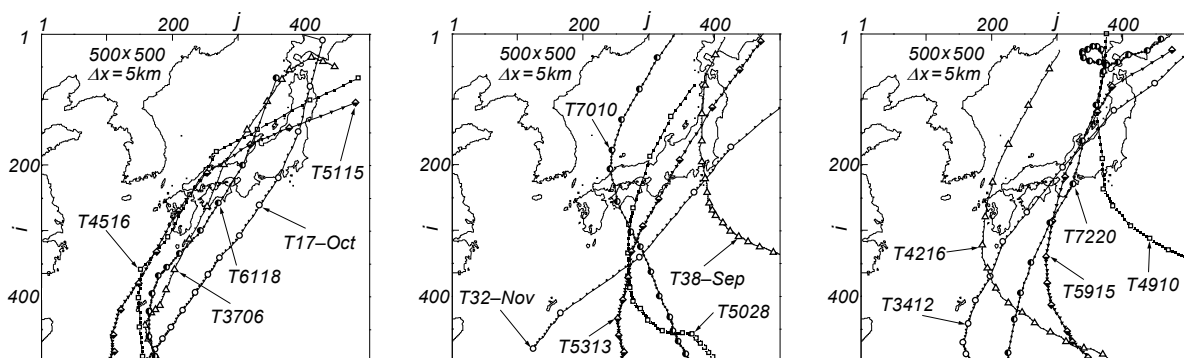 1 200 j 400
1
500x500
Δx=5km
200
i
400
T5115
T4516
T17–Oct
T6118
T3706
1 200 j 400
1
500x500
Δx=5km
T7010
200
i
400
T38–Sep
T32–Nov
T5028
T5313
1 200 j 400
1
500x500
Δx=5km
200
i
400
T7220
T4216
T4910
T5915
T3412